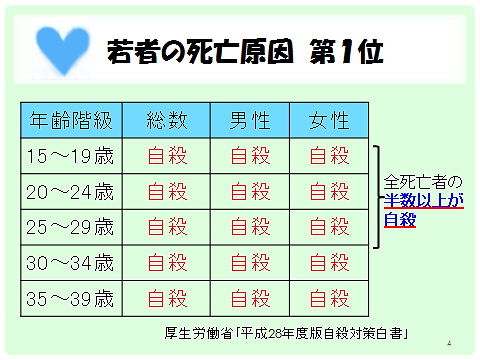 若者の死亡原因 第1位
年齢階級 総数 男性 女性
15～19歳 自殺 自殺 自殺
20～24歳 自殺 自殺 自殺
25～29歳 自殺 自殺 自殺
30～34歳 自殺 自殺 自殺
35～39歳 自殺 自殺 自殺
全死亡者の
半数以上が
自殺
厚生労働省「平成28年度版自殺対策白書」
4